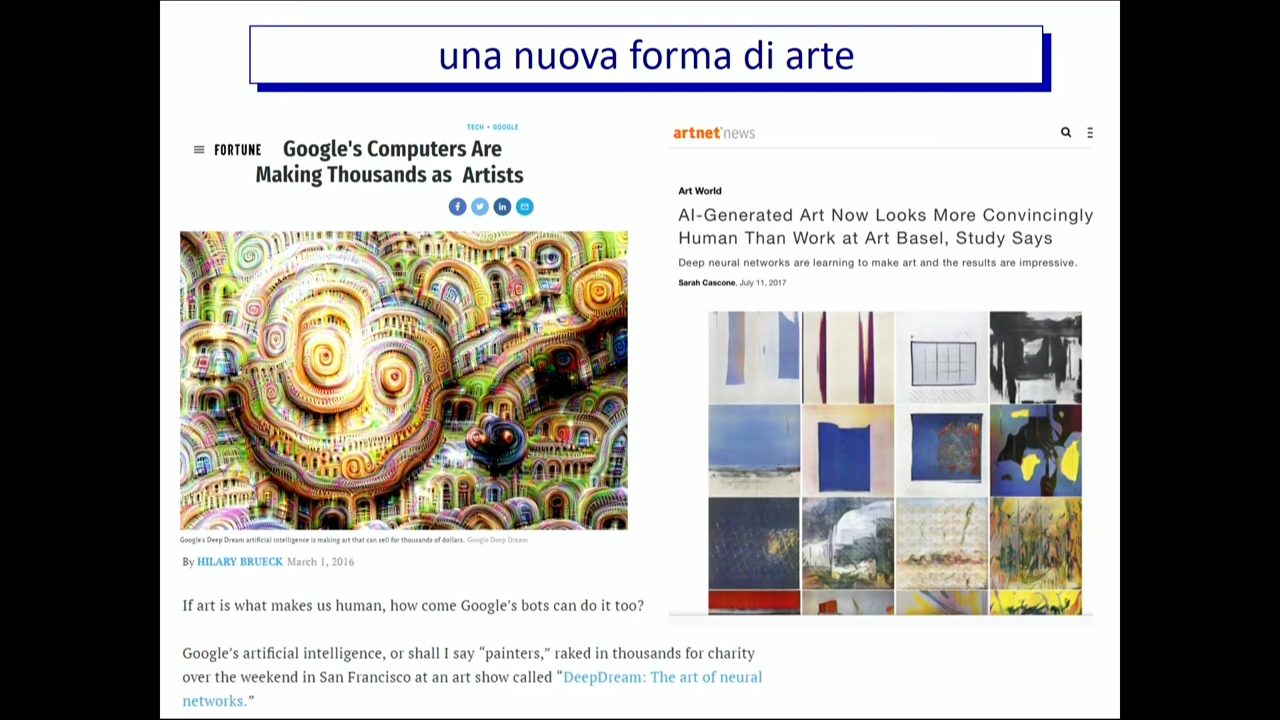 una nuova forma di arte
TECH • GOOGLE
FORTUNE
Google's Computers Are
Making Thousands as Artists
Google's Deep Dream artificial intelligence is making art that can sell for thousands of dollars. Google Deep Dream
By HILARY BRUECK March 1, 2016
If art is what makes us human, how come Google's bots can do it too?
Google's artificial intelligence, or shall I say “painters,” raked in thousands for charity
over the weekend in San Francisco at an art show called “DeepDream: The art of neural
networks.”
artnet news
Art World
AI-Generated Art Now Looks More Convincingly
Human Than Work at Art Basel, Study Says
Deep neural networks are learning to make art and the results are impressive.
Sarah Cascone, July 11, 2017